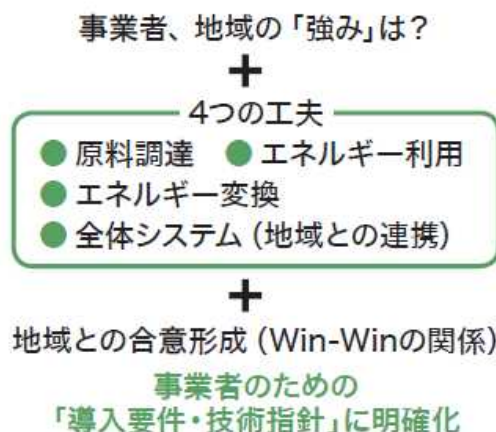 事業者、地域の「強み」は？
+
4つの工夫
● 原料調達 ● エネルギー利用
● エネルギー変換
● 全体システム (地域との連携)
+
地域との合意形成 (Win-Winの関係)
事業者のための
「導入要件・技術指針」に明確化